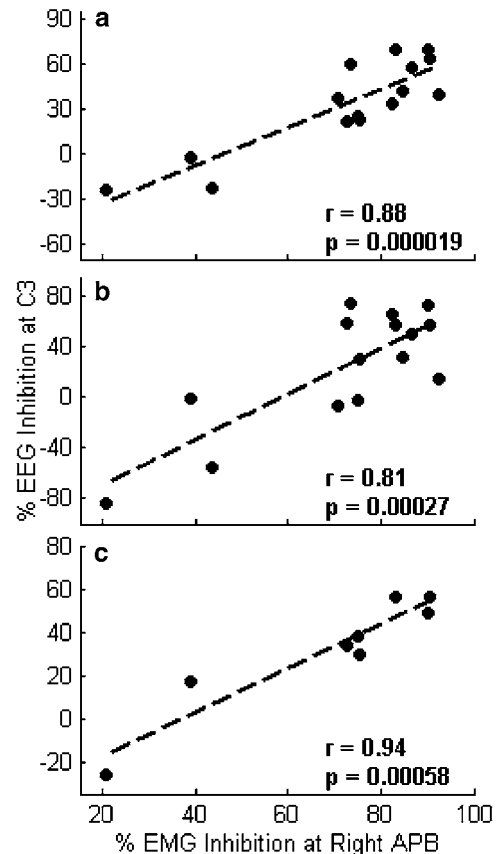 90
a
60
30
0
-30
-60
r = 0.88
p = 0.000019
80
b
40
0
-40
-80
r = 0.81
p = 0.00027
% EEG Inhibition at C3
80
c
60
40
20
0
-20
r = 0.94
p = 0.00058
20 40 60 80 100
% EMG Inhibition at Right APB